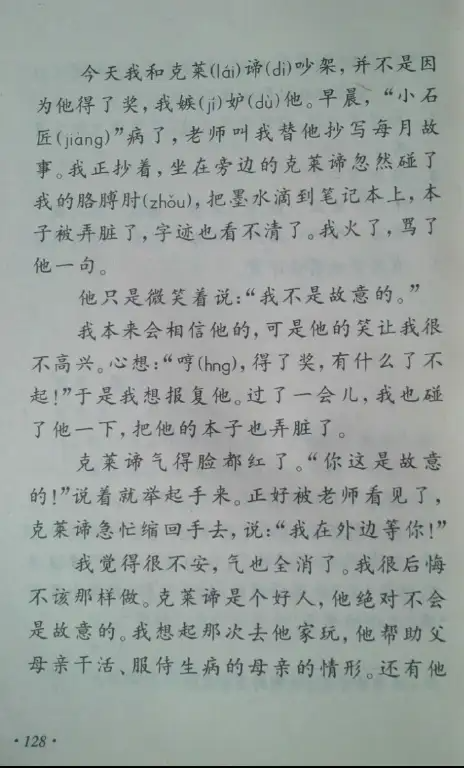 今天我和克莱(lái)谛(dì)吵架，并不是因
为他得了奖，我嫉(jí)妒(dù)他。早晨，“小石
匠(jiàng)”病了，老师叫我替他抄写每月故
事。我正抄着，坐在旁边的克莱谛忽然碰了
我的胳膊肘(zhǒu)，把墨水滴到笔记本上，本
子被弄脏了，字迹也看不清了。我火了，骂了
他一句。
他只是微笑着说：“我不是故意的。”
我本来会相信他的，可是他的笑让我很
不高兴。心想：“哼(hng)，得了奖，有什么了不
起！”于是我想报复他。过了一会儿，我也碰
了他一下，把他的本子也弄脏了。
克莱谛气得脸都红了。“你这是故意
的！”说着就举起手来。正好被老师看见了，
克莱谛急忙缩回手去，说：“我在外边等你！”
我觉得很不安，气也全消了。我很后悔
不该那样做。克莱谛是个好人，他绝对不会
是故意的。我想起那次去他家玩，他帮助父
母亲干活、服侍生病的母亲的情形。还有他
·128·